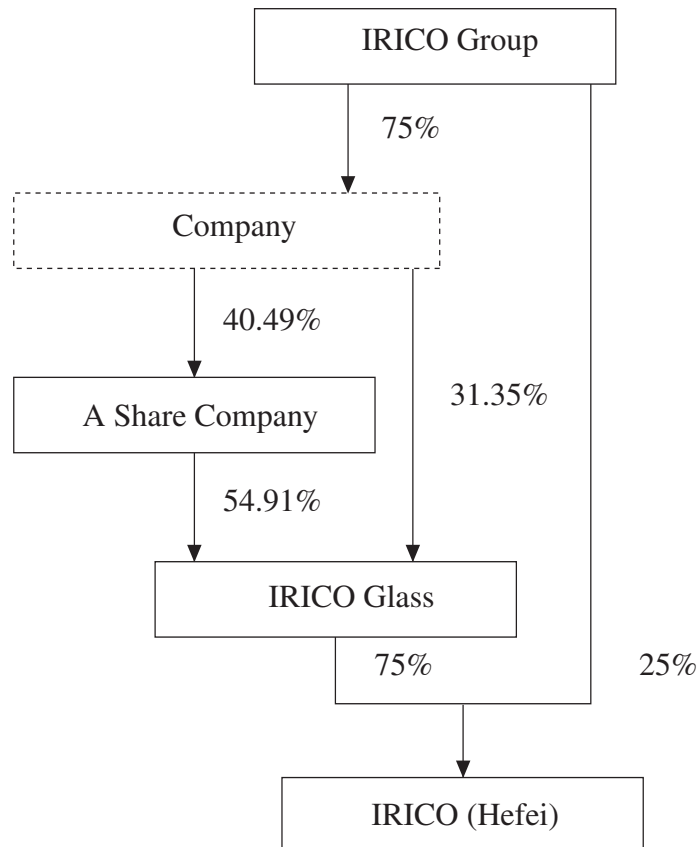 IRICO Group
75%
Company
40.49%
31.35%
A Share Company
54.91%
IRICO Glass
75%
25%
IRICO (Hefei)